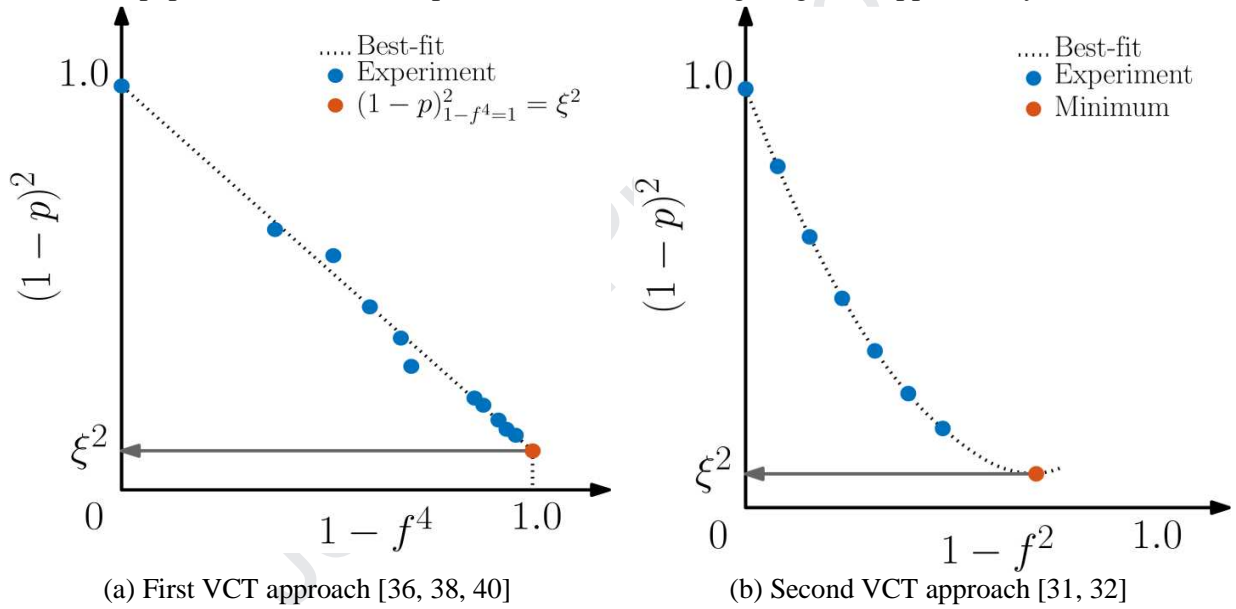 ..... Best-fit
Experiment
(1 − p)²₁₋f⁴₌₁ = ξ²
1.0
(1 − p)²
ξ²
0
1 − f⁴
1.0
(a) First VCT approach [36, 38, 40]
..... Best-fit
Experiment
Minimum
1.0
(1 − p)²
ξ²
0
1 − f²
1.0
(b) Second VCT approach [31, 32]